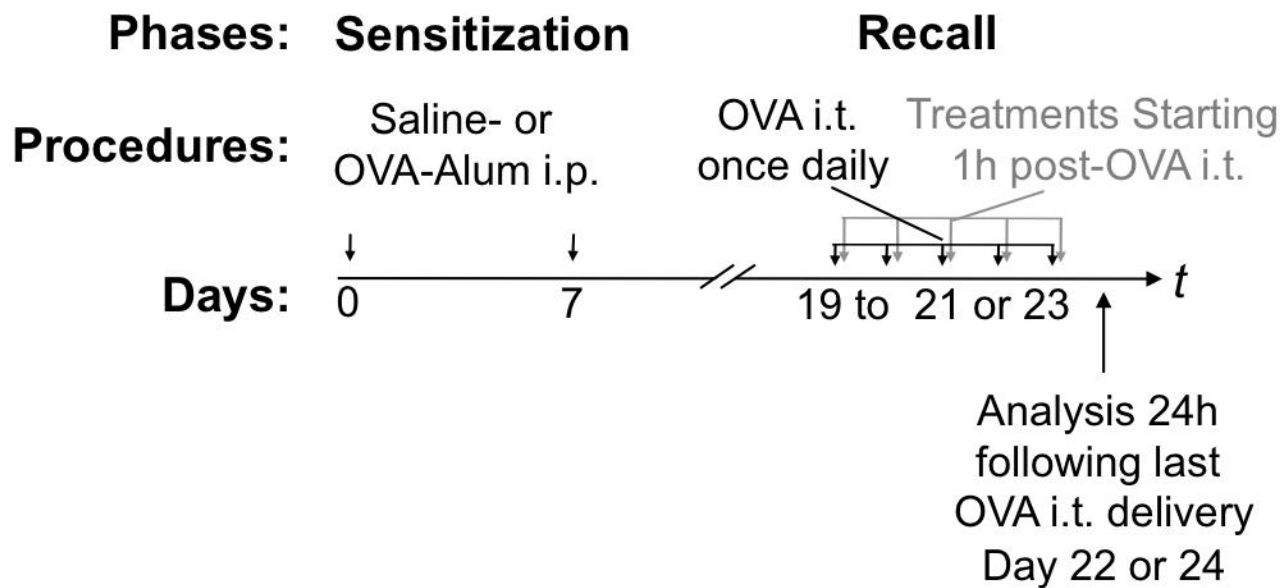 Phases: Sensitization Recall
Saline- or OVA i.t. Treatments Starting
Procedures: OVA-Alum i.p. once daily 1h post-OVA i.t.
Days: 0 7 19 to 21 or 23 t
Analysis 24h
following last
OVA i.t. delivery
Day 22 or 24